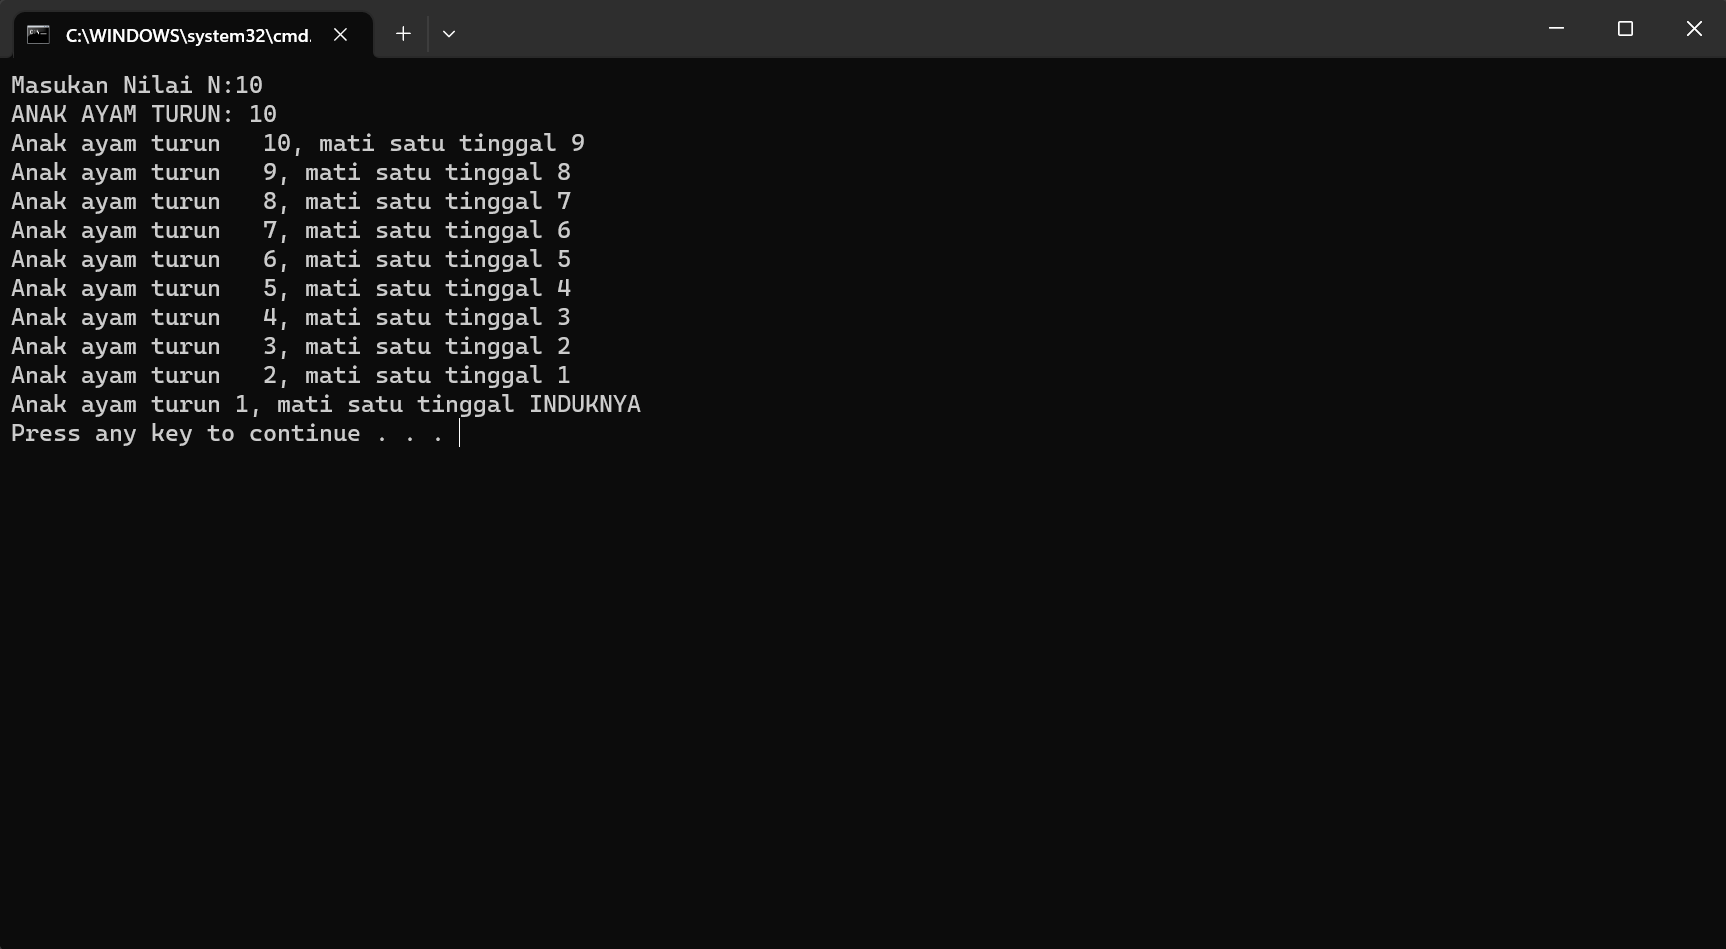 C:\WINDOWS\system32\cmd.
Masukan Nilai N:10
ANAK AYAM TURUN: 10
Anak ayam turun   10, mati satu tinggal 9
Anak ayam turun   9, mati satu tinggal 8
Anak ayam turun   8, mati satu tinggal 7
Anak ayam turun   7, mati satu tinggal 6
Anak ayam turun   6, mati satu tinggal 5
Anak ayam turun   5, mati satu tinggal 4
Anak ayam turun   4, mati satu tinggal 3
Anak ayam turun   3, mati satu tinggal 2
Anak ayam turun   2, mati satu tinggal 1
Anak ayam turun 1, mati satu tinggal INDUKNYA
Press any key to continue . . .